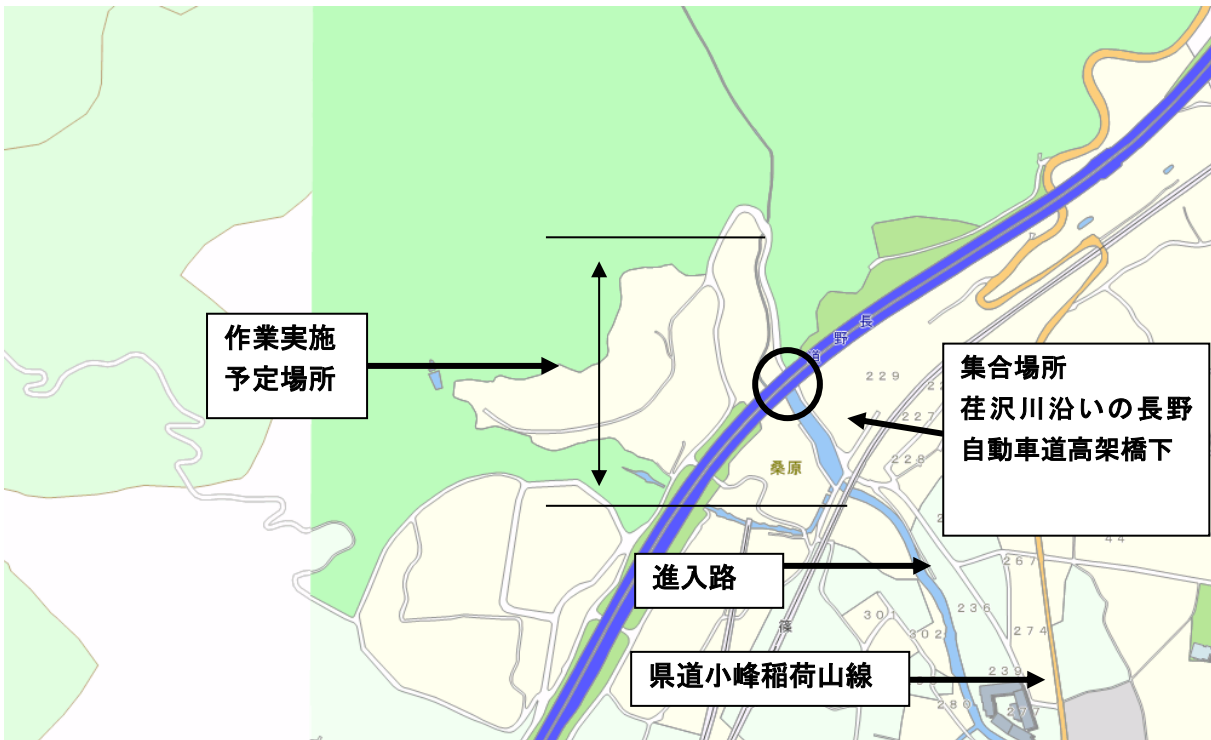 長
野
道
作業実施
予定場所
集合場所
荏沢川沿いの長野
自動車道高架橋下
229
227
228
桑原
44
進入路
267
301
236
302
274
篠
県道小峰稲荷山線
239
280
277